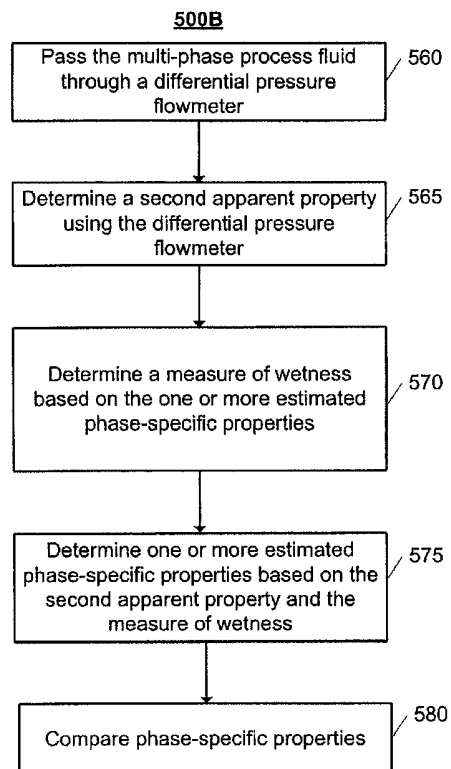 500B
Pass the multi-phase process fluid
through a differential pressure
flowmeter
560
Determine a second apparent property
using the differential pressure
flowmeter
565
Determine a measure of wetness
based on the one or more estimated
phase-specific properties
570
Determine one or more estimated
phase-specific properties based on the
second apparent property and the
measure of wetness
575
Compare phase-specific properties
580